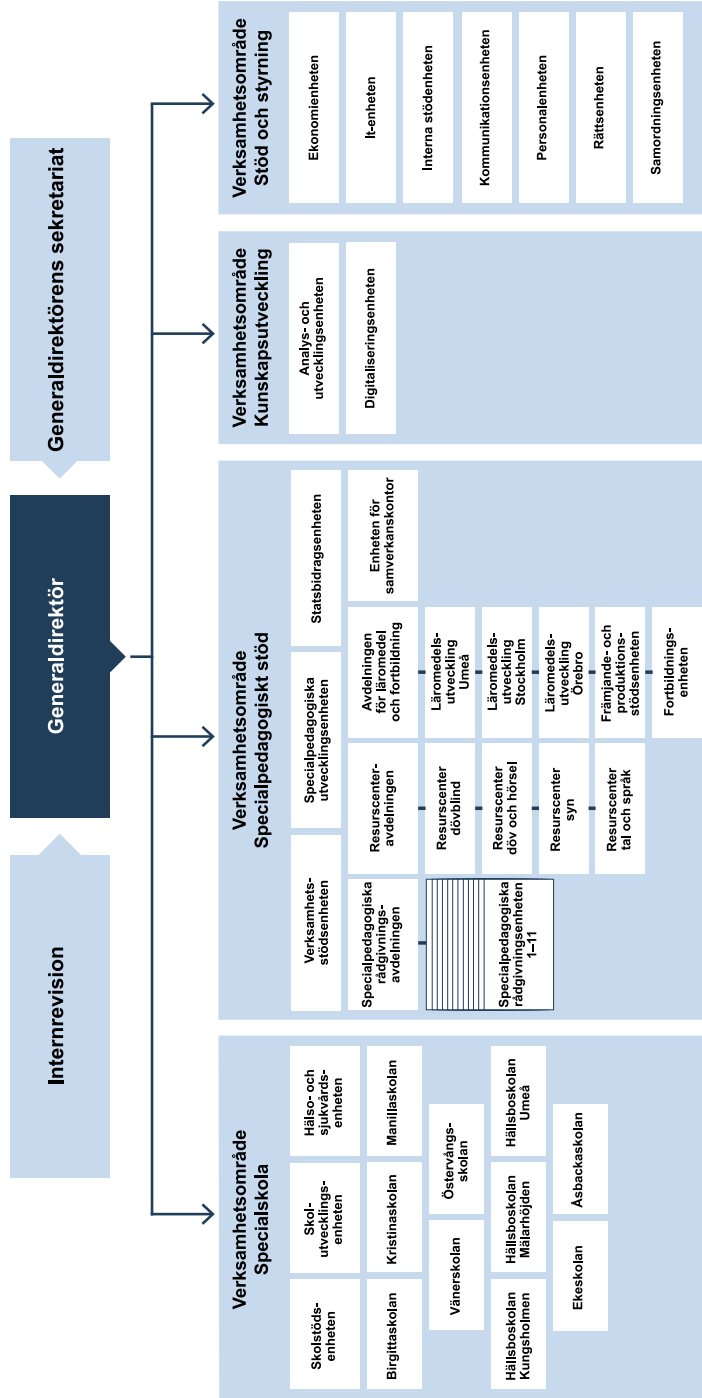 Internrevision
Generaldirektör
Generaldirektörens sekretariat
Verksamhetsområde
Specialskola
Skolstöds-
enheten
Skol-
utvecklings-
enheten
Hälso- och
sjukvårds-
enheten
Birgittaskolan
Kristinaskolan
Manillaskolan
Vänerskolan
Östervångs-
skolan
Hällsboskolan
Kungsholmen
Hällsboskolan
Mälarhöjden
Hällsboskolan
Umeå
Ekeskolan
Åsbackaskolan
Verksamhetsområde
Specialpedagogiskt stöd
Verksamhets-
stödsenheten
Specialpedagogiska
utvecklingsenheten
Statsbidragsenheten
Specialpedagogiska
rådgivnings-
avdelningen
Specialpedagogiska
rådgivningsenheten
1–11
Resurscenter-
avdelningen
Resurscenter
dövblind
Resurscenter
döv och hörsel
Resurscenter
syn
Resurscenter
tal och språk
Avdelningen
för läromedel
och fortbildning
Läromedels-
utveckling
Umeå
Läromedels-
utveckling
Stockholm
Läromedels-
utveckling
Örebro
Främjande- och
produktions-
stödsenheten
Fortbildnings-
enheten
Enheten för
samverkanskontor
Verksamhetsområde
Kunskapsutveckling
Analys- och
utvecklingsenheten
Digitaliseringsenheten
Verksamhetsområde
Stöd och styrning
Ekonomienheten
It-enheten
Interna stödenheten
Kommunikationsenheten
Personalenheten
Rättsenheten
Samordningsenheten